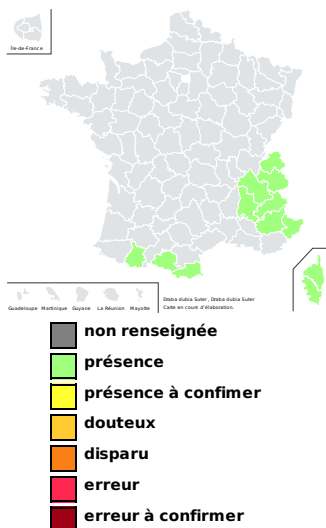 Île-de-France
Guadeloupe Martinique Guyane La Réunion Mayotte
Draba dubia Suter , Draba dubia Suter
Carte en cours d'élaboration.
non renseignée
présence
présence à confimer
douteux
disparu
erreur
erreur à confirmer